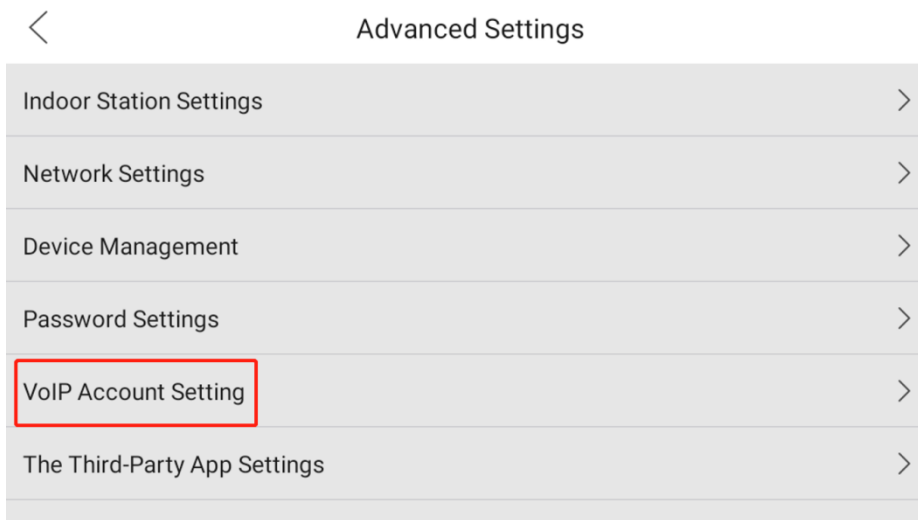 Advanced Settings
Indoor Station Settings
Network Settings
Device Management
Password Settings
VoIP Account Setting
The Third-Party App Settings